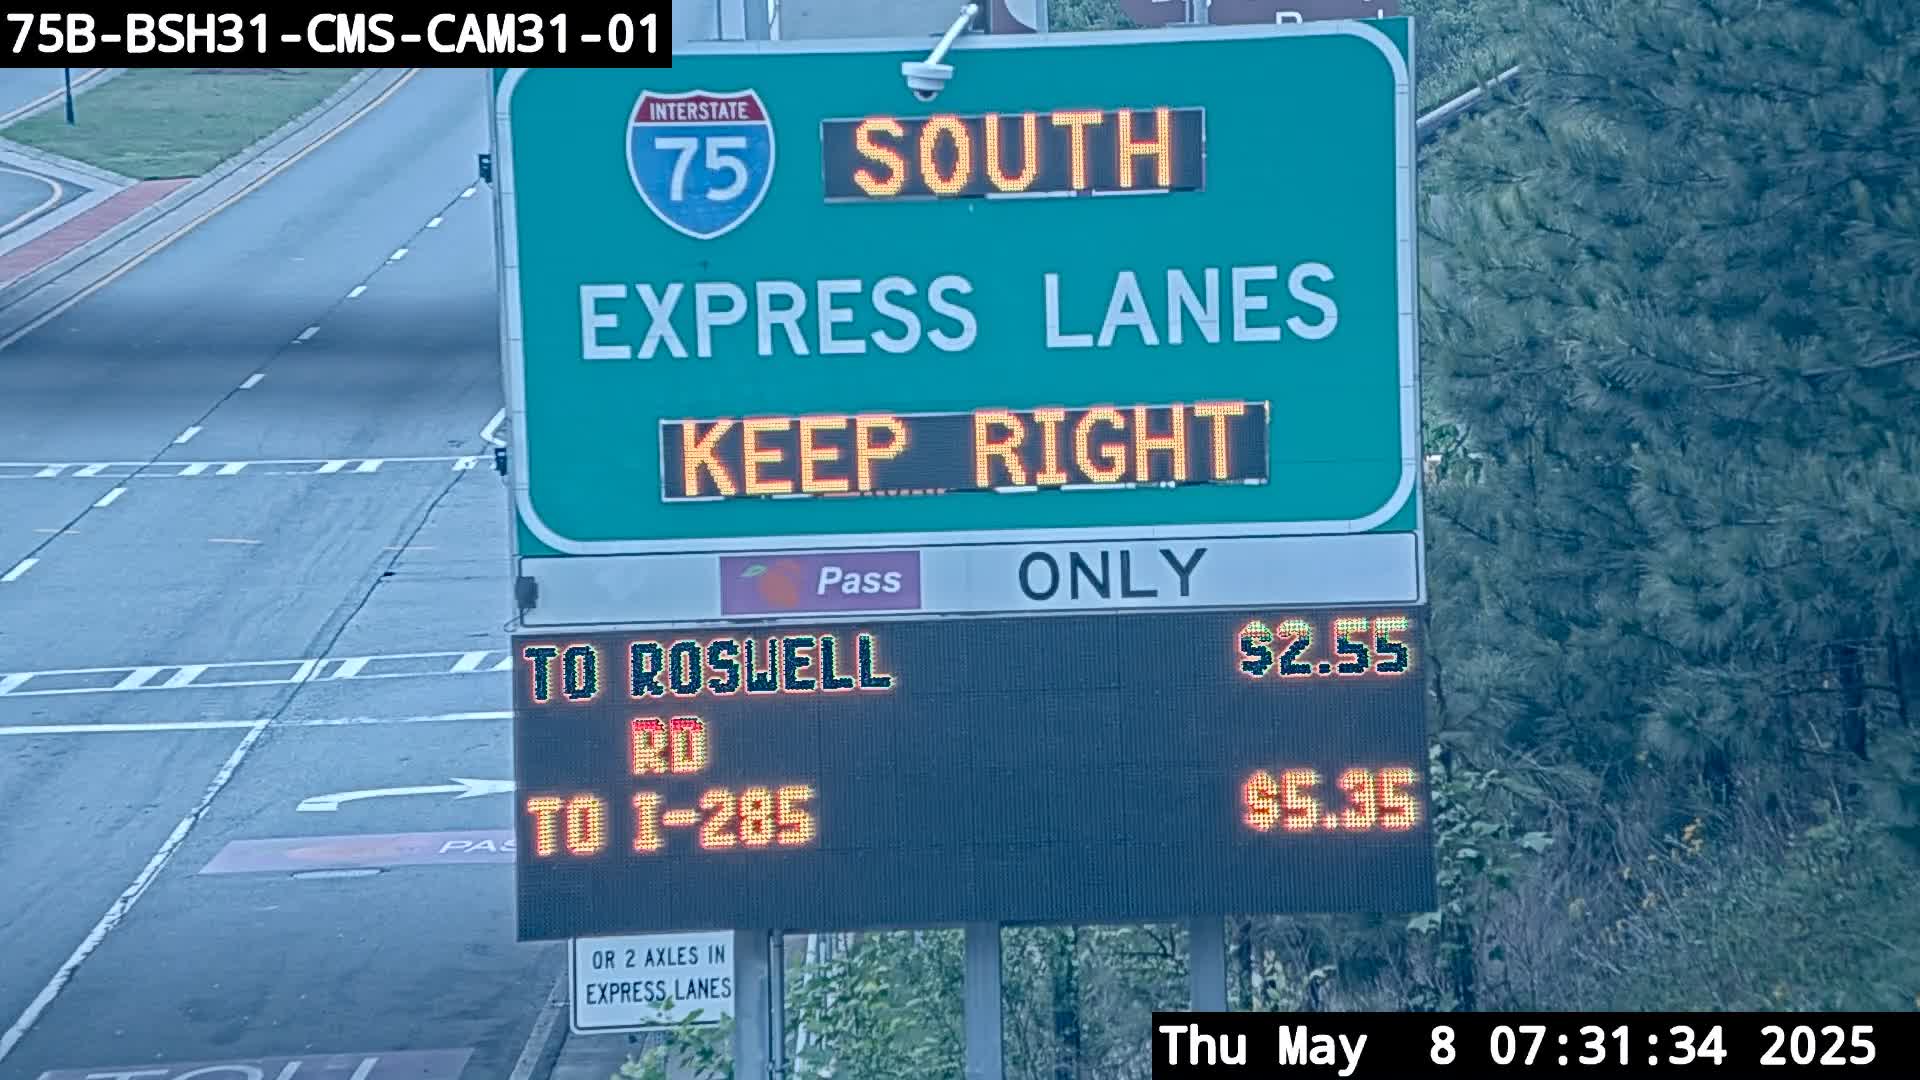 75B-BSH31-CMS-CAM31-01
INTERSTATE
75
SOUTH
EXPRESS LANES
KEEP RIGHT
Pass
ONLY
TO ROSWELL $2.55
RD
TO I-285 $5.35
OR 2 AXLES IN
EXPRESS LANES
TOLL
Thu May 8 07:31:34 2025